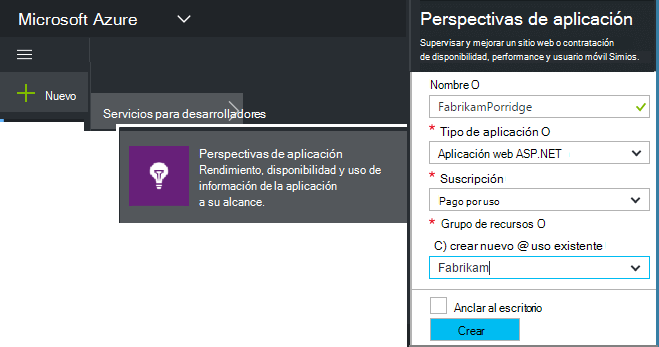 Microsoft Azure
Nuevo
Servicios para desarrolladores
Perspectivas de aplicación
Rendimiento, disponibilidad y uso de
información de la aplicación
a su alcance.
Perspectivas de aplicación
Supervisar y mejorar un sitio web o contratación
de disponibilidad, performance y usuario móvil Simios.
Nombre O
FabrikamPorridge
* Tipo de aplicación O
Aplicación web ASP.NET
* Suscripción
Pago por uso
* Grupo de recursos O
C) crear nuevo @ uso existente
Fabrikam
Anclar al escritorio
Crear